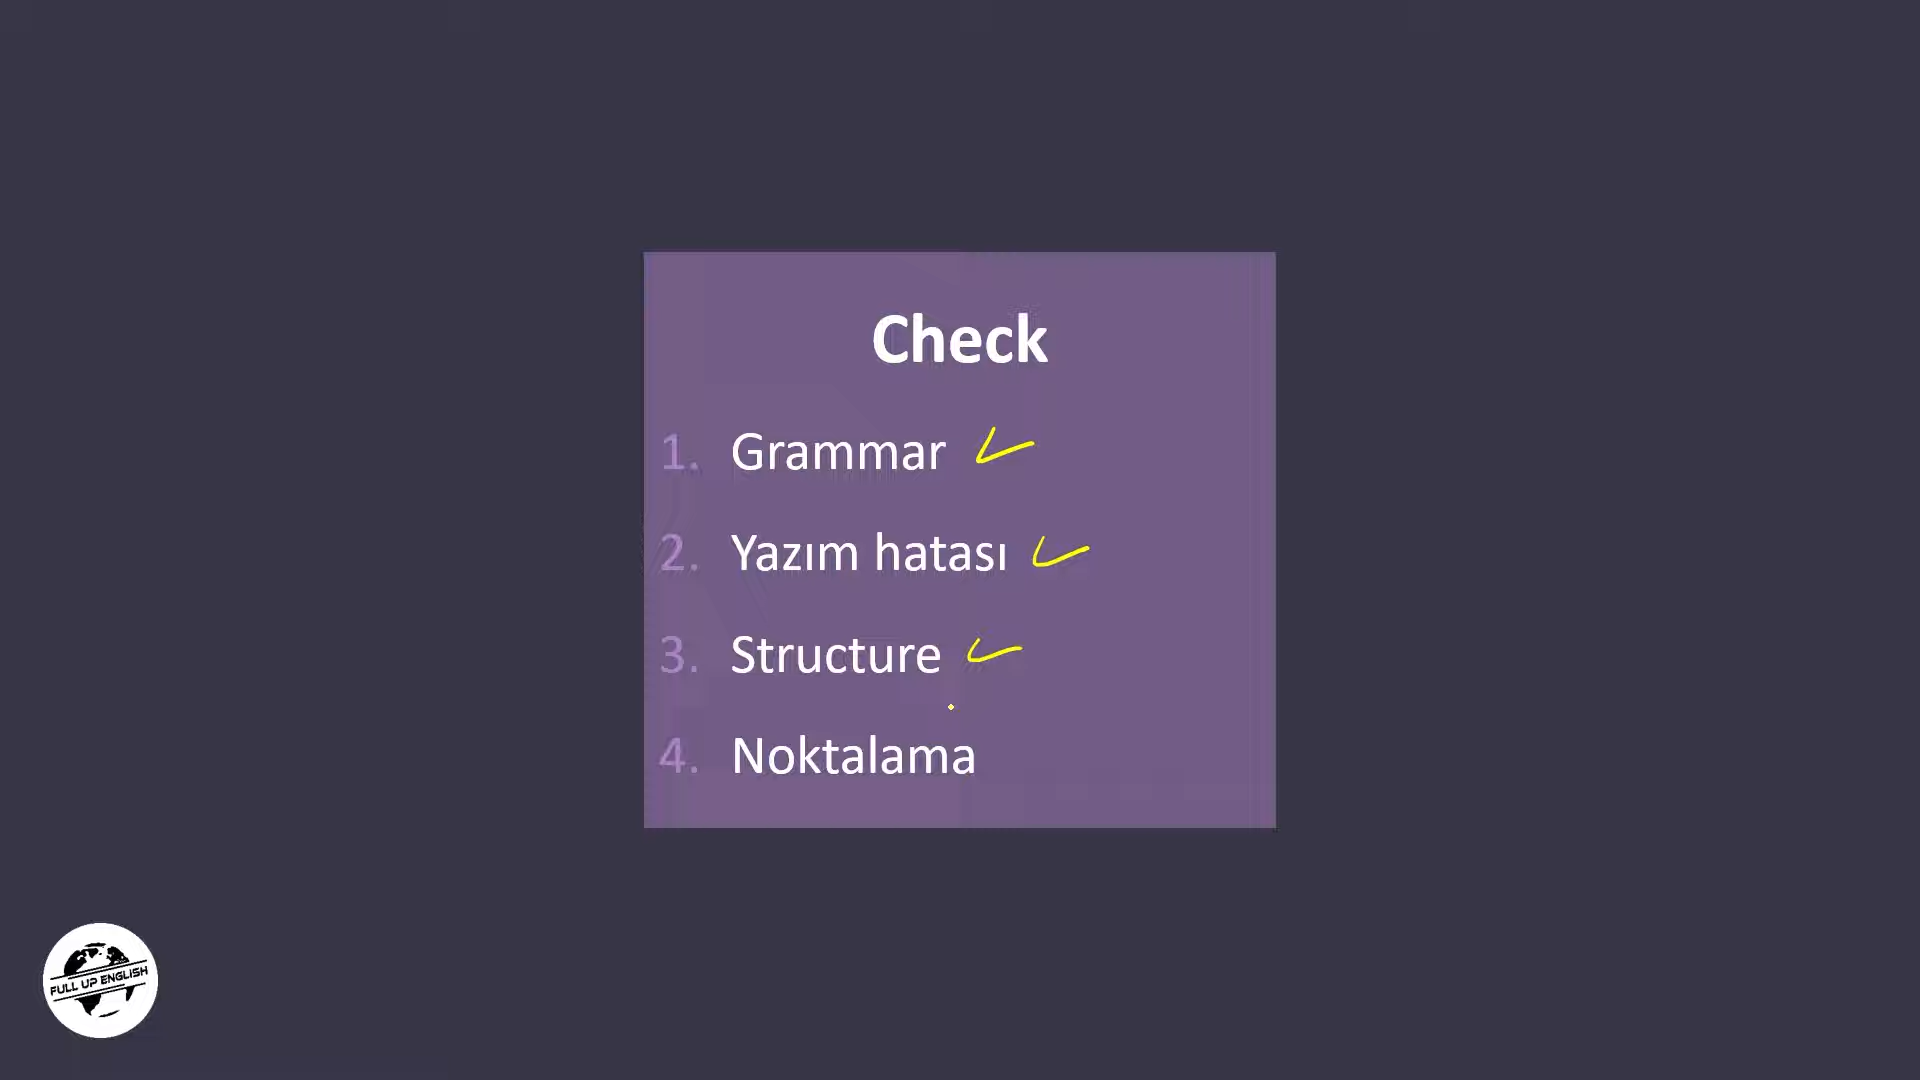 Check
1. Grammar
2. Yazım hatası
3. Structure
4. Noktalama
FULL UP ENGLISH